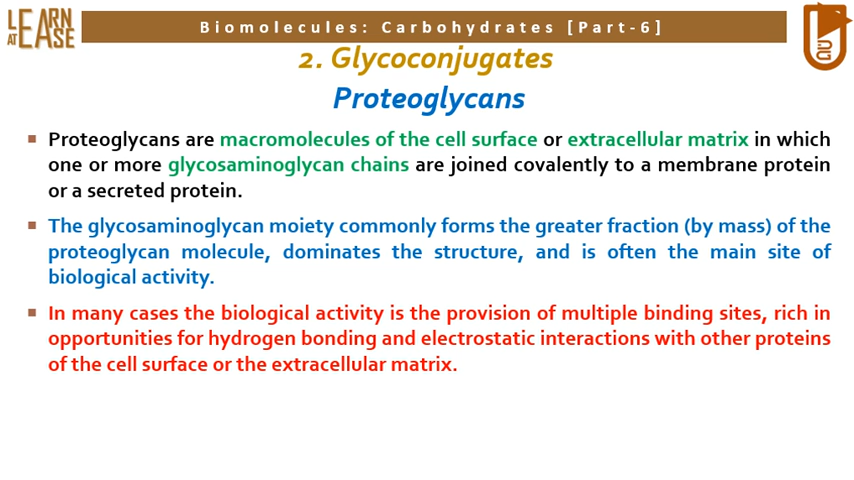 LEARN
AT EASE
Biomolecules: Carbohydrates [Part-6]
2. Glycoconjugates
Proteoglycans
Proteoglycans are macromolecules of the cell surface or extracellular matrix in which
one or more glycosaminoglycan chains are joined covalently to a membrane protein
or a secreted protein.
The glycosaminoglycan moiety commonly forms the greater fraction (by mass) of the
proteoglycan molecule, dominates the structure, and is often the main site of
biological activity.
In many cases the biological activity is the provision of multiple binding sites, rich in
opportunities for hydrogen bonding and electrostatic interactions with other proteins
of the cell surface or the extracellular matrix.